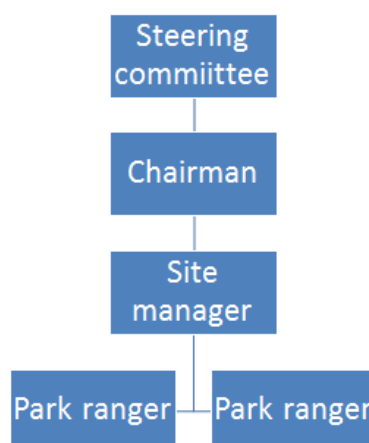 Steering
commiittee
Chairman
Site
manager
Park ranger
Park ranger